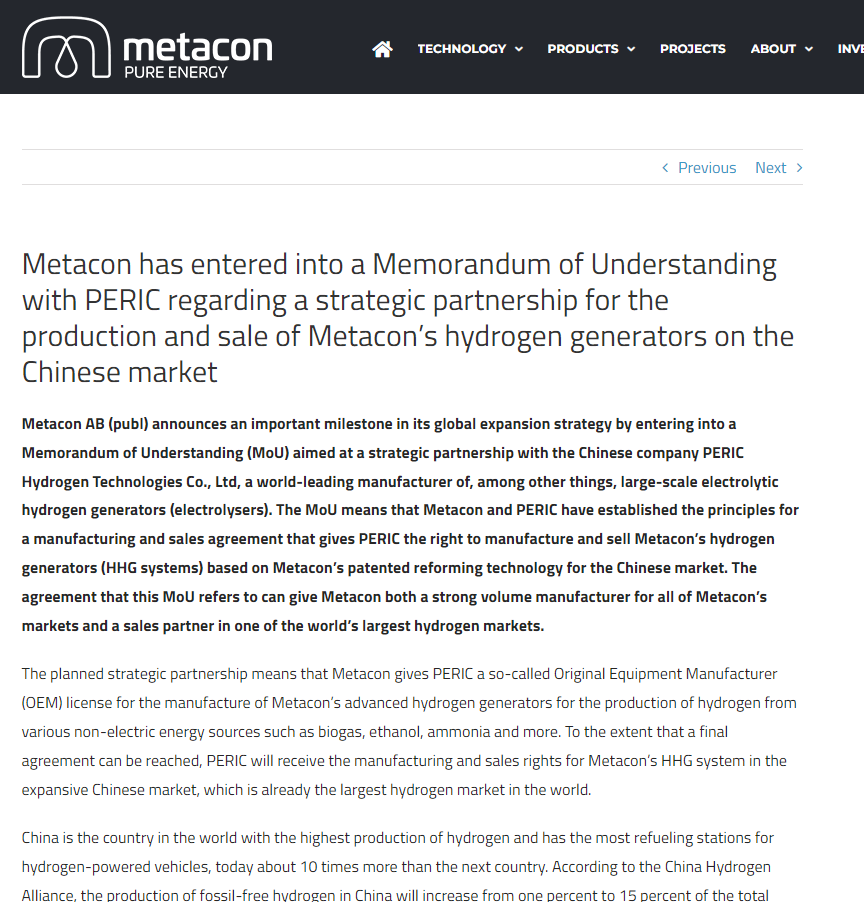 metacon
PURE ENERGY
TECHNOLOGY
PRODUCTS
PROJECTS
ABOUT
Previous
Next
Metacon has entered into a Memorandum of Understanding
with PERIC regarding a strategic partnership for the
production and sale of Metacon’s hydrogen generators on the
Chinese market
Metacon AB (publ) announces an important milestone in its global expansion strategy by entering into a
Memorandum of Understanding (MoU) aimed at a strategic partnership with the Chinese company PERIC
Hydrogen Technologies Co., Ltd, a world-leading manufacturer of, among other things, large-scale electrolytic
hydrogen generators (electrolysers). The MoU means that Metacon and PERIC have established the principles for
a manufacturing and sales agreement that gives PERIC the right to manufacture and sell Metacon’s hydrogen
generators (HHG systems) based on Metacon’s patented reforming technology for the Chinese market. The
agreement that this MoU refers to can give Metacon both a strong volume manufacturer for all of Metacon’s
markets and a sales partner in one of the world’s largest hydrogen markets.
The planned strategic partnership means that Metacon gives PERIC a so-called Original Equipment Manufacturer
(OEM) license for the manufacture of Metacon’s advanced hydrogen generators for the production of hydrogen from
various non-electric energy sources such as biogas, ethanol, ammonia and more. To the extent that a final
agreement can be reached, PERIC will receive the manufacturing and sales rights for Metacon’s HHG system in the
expansive Chinese market, which is already the largest hydrogen market in the world.
China is the country in the world with the highest production of hydrogen and has the most refueling stations for
hydrogen-powered vehicles, today about 10 times more than the next country. According to the China Hydrogen
Alliance, the production of fossil-free hydrogen in China will increase from one percent to 15 percent of the total